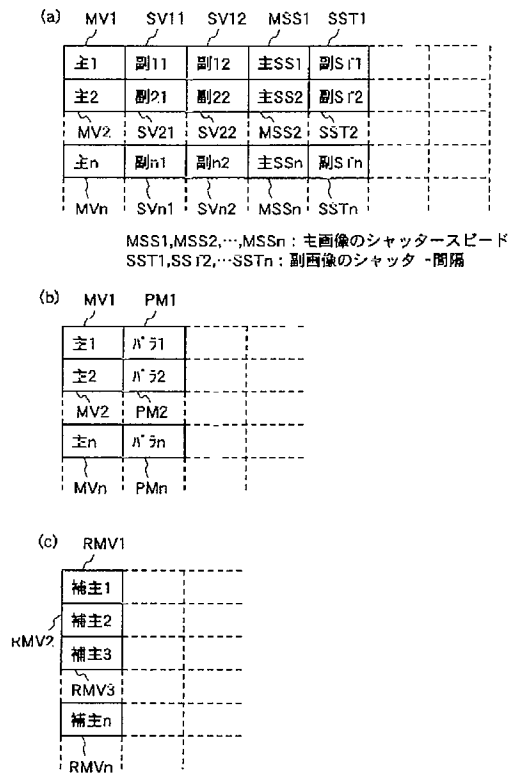 (a) MV1 SV11 SV12 MSS1 SST1
主1 副11 副12 主SS1 副ST1
主2 副21 副22 主SS2 副ST2
MV2 SV21 SV22 MSS2 SST2
主n 副n1 副n2 主SSn 副STn
MVn SVn1 SVn2 MSSn SSTn
MSS1,MSS2,…,MSSn : 主画像のシャッタースピード
SST1,SST2,…SSTn : 副画像のシャッタ-間隔
(b) MV1 PM1
主1 パラ1
主2 パラ2
MV2 PM2
主n パラn
MVn PMn
(c) RMV1
補主1
RMV2 補主2
補主3
RMV3
補主n
RMVn